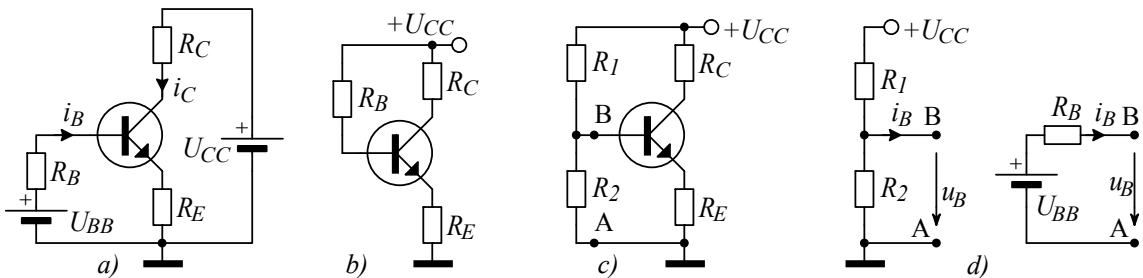 R_C
i_C
i_B
+
U_CC
R_B
+
U_BB
R_E
a)
+U_CC
R_B
R_C
R_E
b)
+U_CC
R_1
R_C
B
R_2
A
R_E
c)
+U_CC
R_1
i_B
B
R_2
u_B
A
d)
R_B
i_B
B
+
U_BB
u_B
A